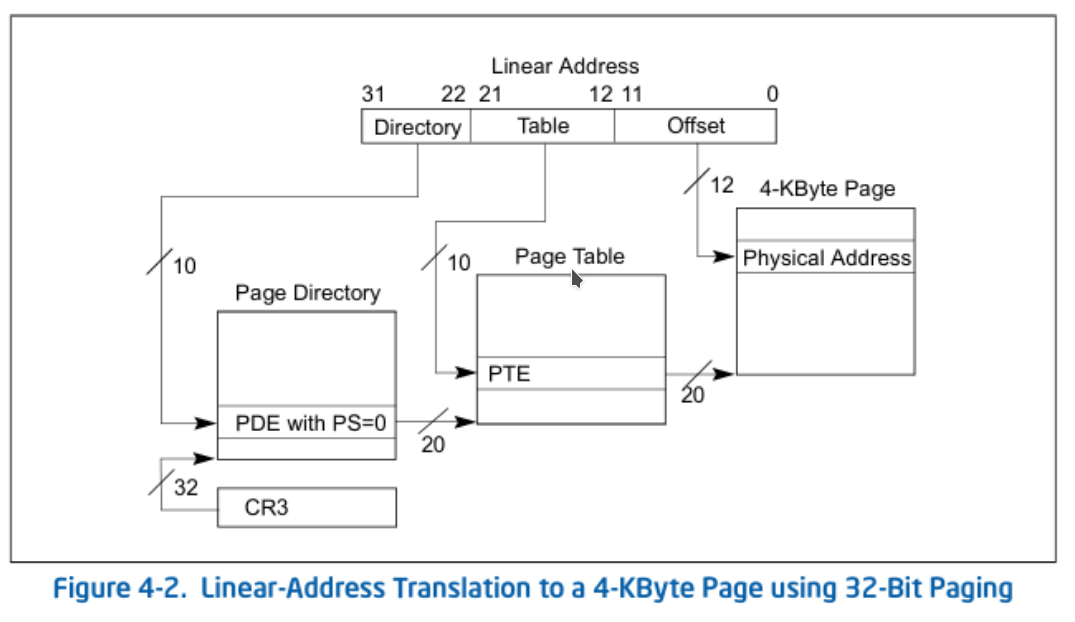 Linear Address
31 22 21 12 11 0
Directory Table Offset
12
4-KByte Page
10
10
Page Table
Physical Address
Page Directory
PTE
20
PDE with PS=0
20
32
CR3
Figure 4-2. Linear-Address Translation to a 4-KByte Page using 32-Bit Paging